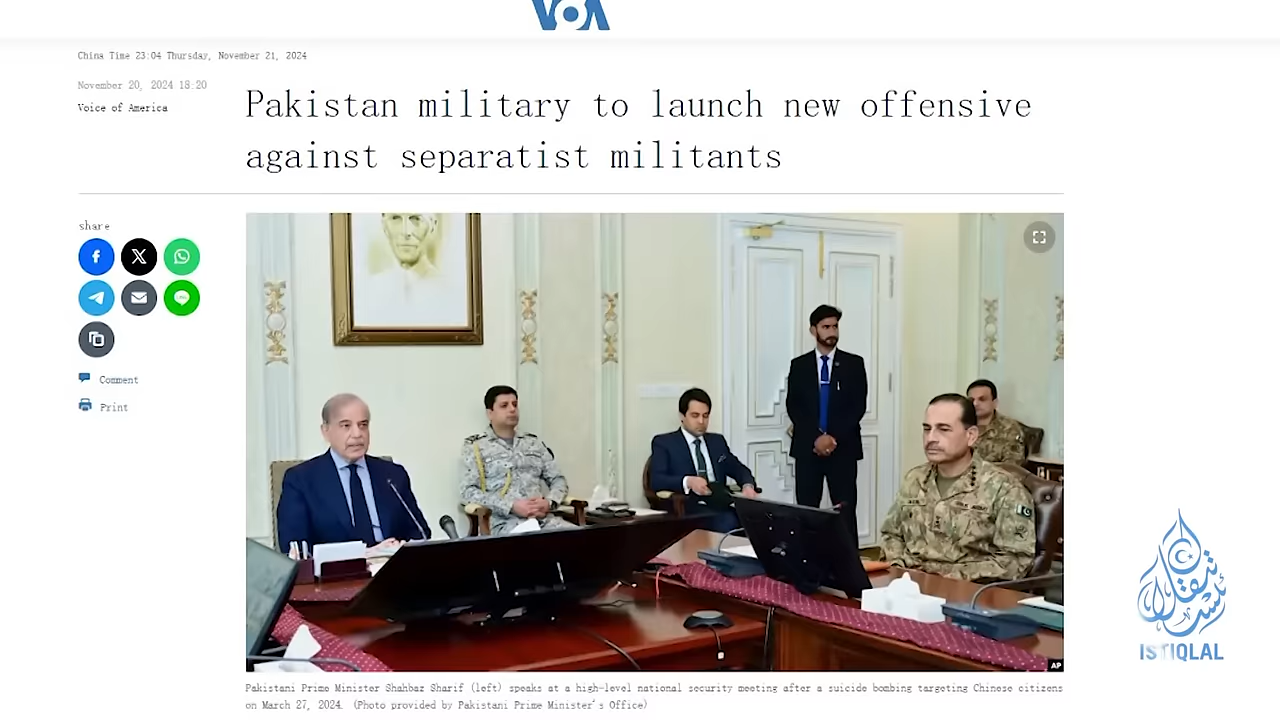 VOA
China Time 23:04 Thursday, November 21, 2024
November 20, 2024 18:20
Voice of America
Pakistan military to launch new offensive
against separatist militants
share
Comment
Print
AP
Pakistani Prime Minister Shahbaz Sharif (left) speaks at a high-level national security meeting after a suicide bombing targeting Chinese citizens
on March 27, 2024. (Photo provided by Pakistani Prime Minister's Office)
ISTIQLAL